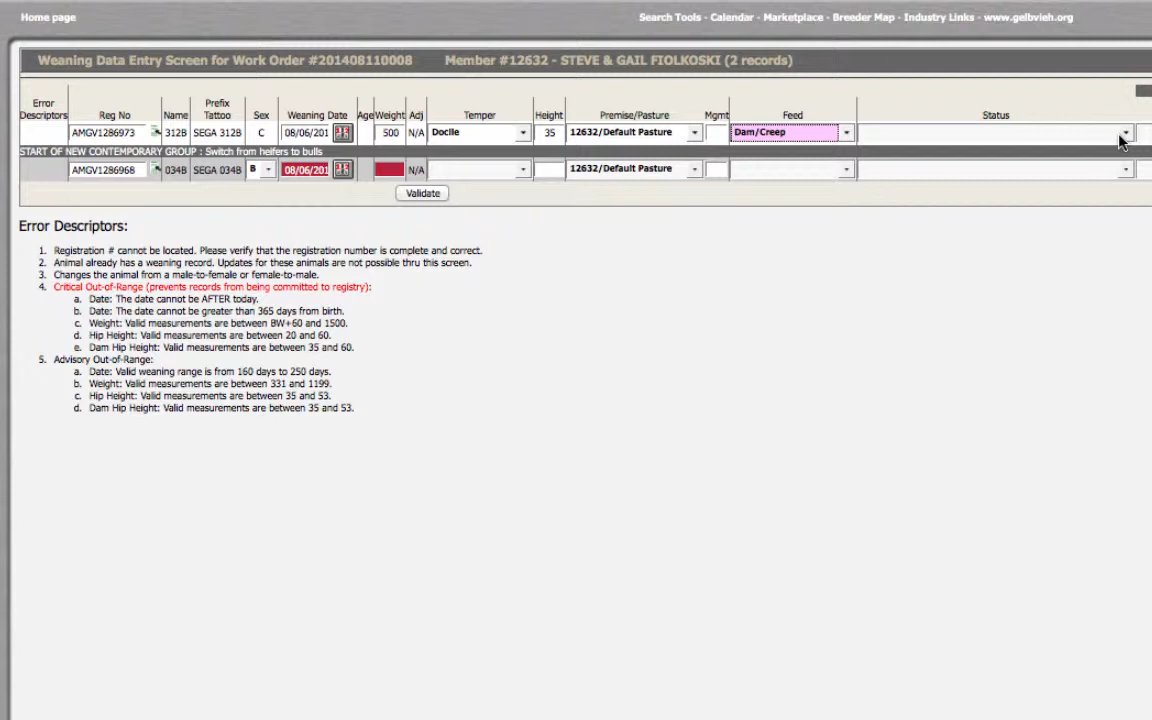 Home page
Search Tools - Calendar - Marketplace - Breeder Map - Industry Links - www.gelbvieh.org
Weaning Data Entry Screen for Work Order #201408110008 Member #12632 - STEVE & GAIL FIOLKOSKI (2 records)
Error Descriptors Reg No Name Prefix Tattoo Sex Weaning Date Age Weight Adj Temper Height Premise/Pasture Mgmt Feed Status
AMGV1286973 312B SEGA 312B C 08/06/201 500 N/A Docile 35 12632/Default Pasture Dam/Creep
START OF NEW CONTEMPORARY GROUP : Switch from heifers to bulls
AMGV1286968 034B SEGA 034B B 08/06/201 N/A 12632/Default Pasture
Validate
Error Descriptors:
1. Registration # cannot be located. Please verify that the registration number is complete and correct.
2. Animal already has a weaning record. Updates for these animals are not possible thru this screen.
3. Changes the animal from a male-to-female or female-to-male.
4. Critical Out-of-Range (prevents records from being committed to registry):
a. Date: The date cannot be AFTER today.
b. Date: The date cannot be greater than 365 days from birth.
c. Weight: Valid measurements are between BW+60 and 1500.
d. Hip Height: Valid measurements are between 20 and 60.
e. Dam Hip Height: Valid measurements are between 35 and 60.
5. Advisory Out-of-Range:
a. Date: Valid weaning range is from 160 days to 250 days.
b. Weight: Valid measurements are between 331 and 1199.
c. Hip Height: Valid measurements are between 35 and 53.
d. Dam Hip Height: Valid measurements are between 35 and 53.